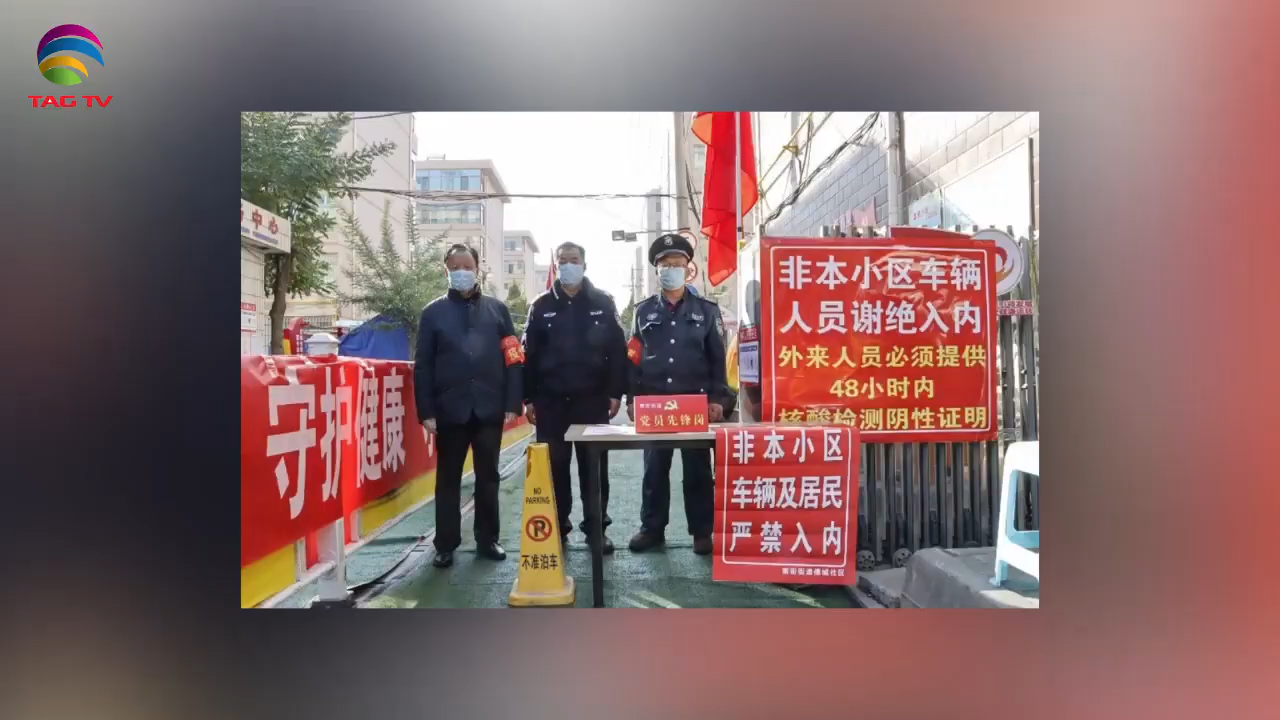 TAG TV
中心
非本小区车辆
人员谢绝入内
外来人员必须提供
48小时内
核酸检测阴性证明
守护健康
党员先锋岗
非本小区
车辆及居民
严禁入内
NO
PARKING
不准泊车